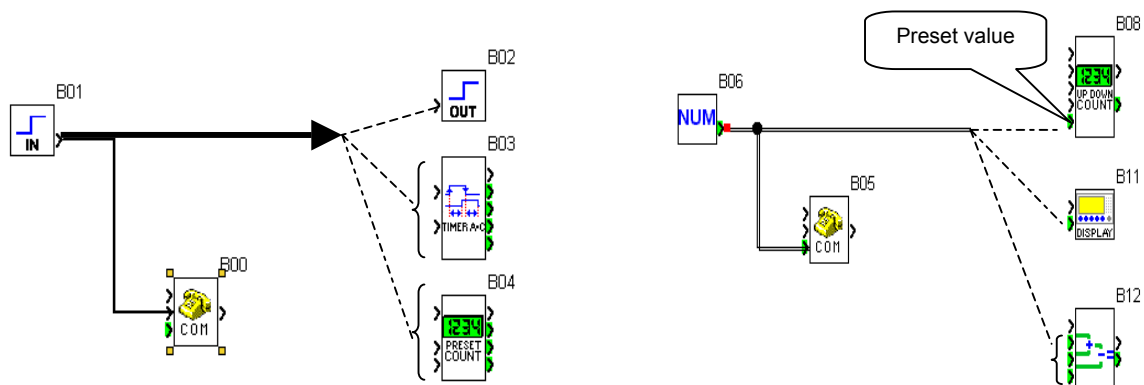 B01
IN
B00
COM
B02
OUT
B03
TIMER A•C
B04
1234
PRESET
COUNT
Preset value
B06
NUM
B05
COM
B08
1234
UP DOWN
COUNT
B11
DISPLAY
B12